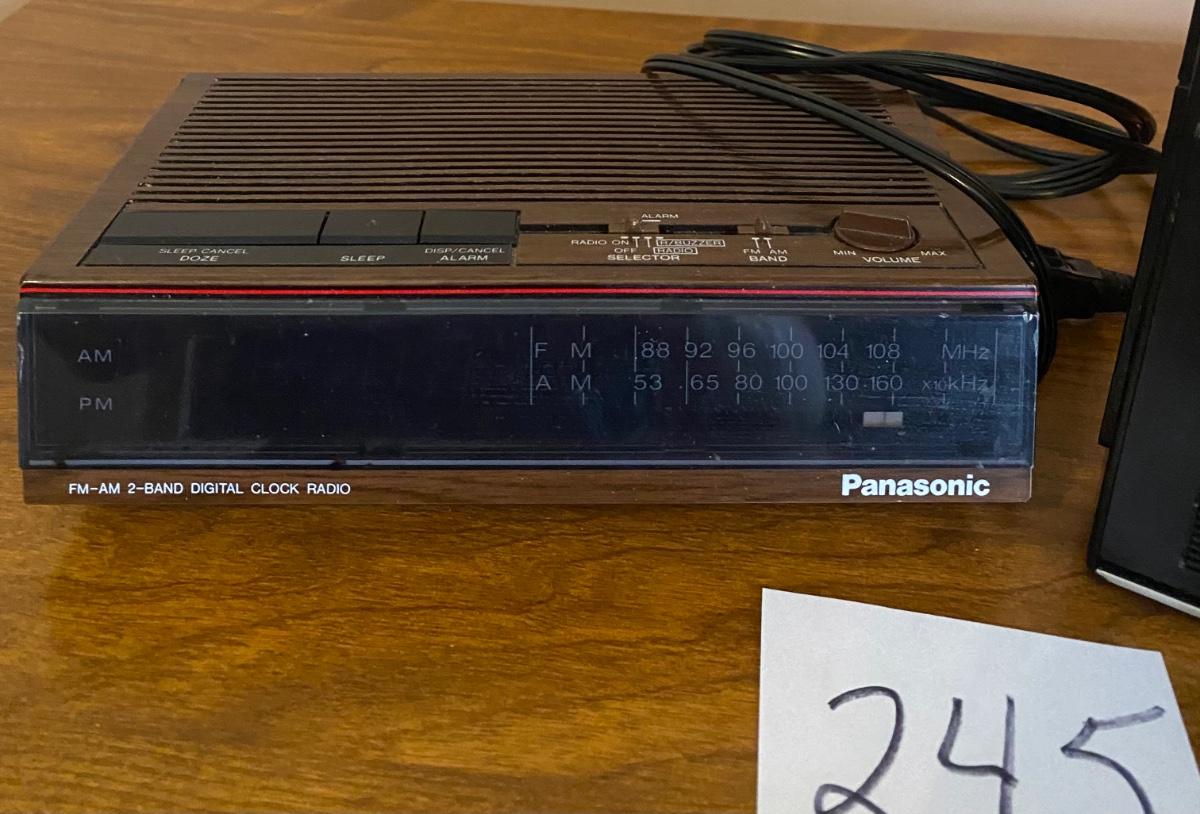 ALARM
RADIO ON R/BUZZER
OFF RADIO
SELECTOR
FM AM
BAND
MIN VOLUME MAX
SLEEP CANCEL
DOZE
SLEEP
DISP/CANCEL
ALARM
AM
PM
FM 88 92 96 100 104 108 MHz
AM 53 65 80 100 130 160 x10kHz
FM-AM 2-BAND DIGITAL CLOCK RADIO
Panasonic
245